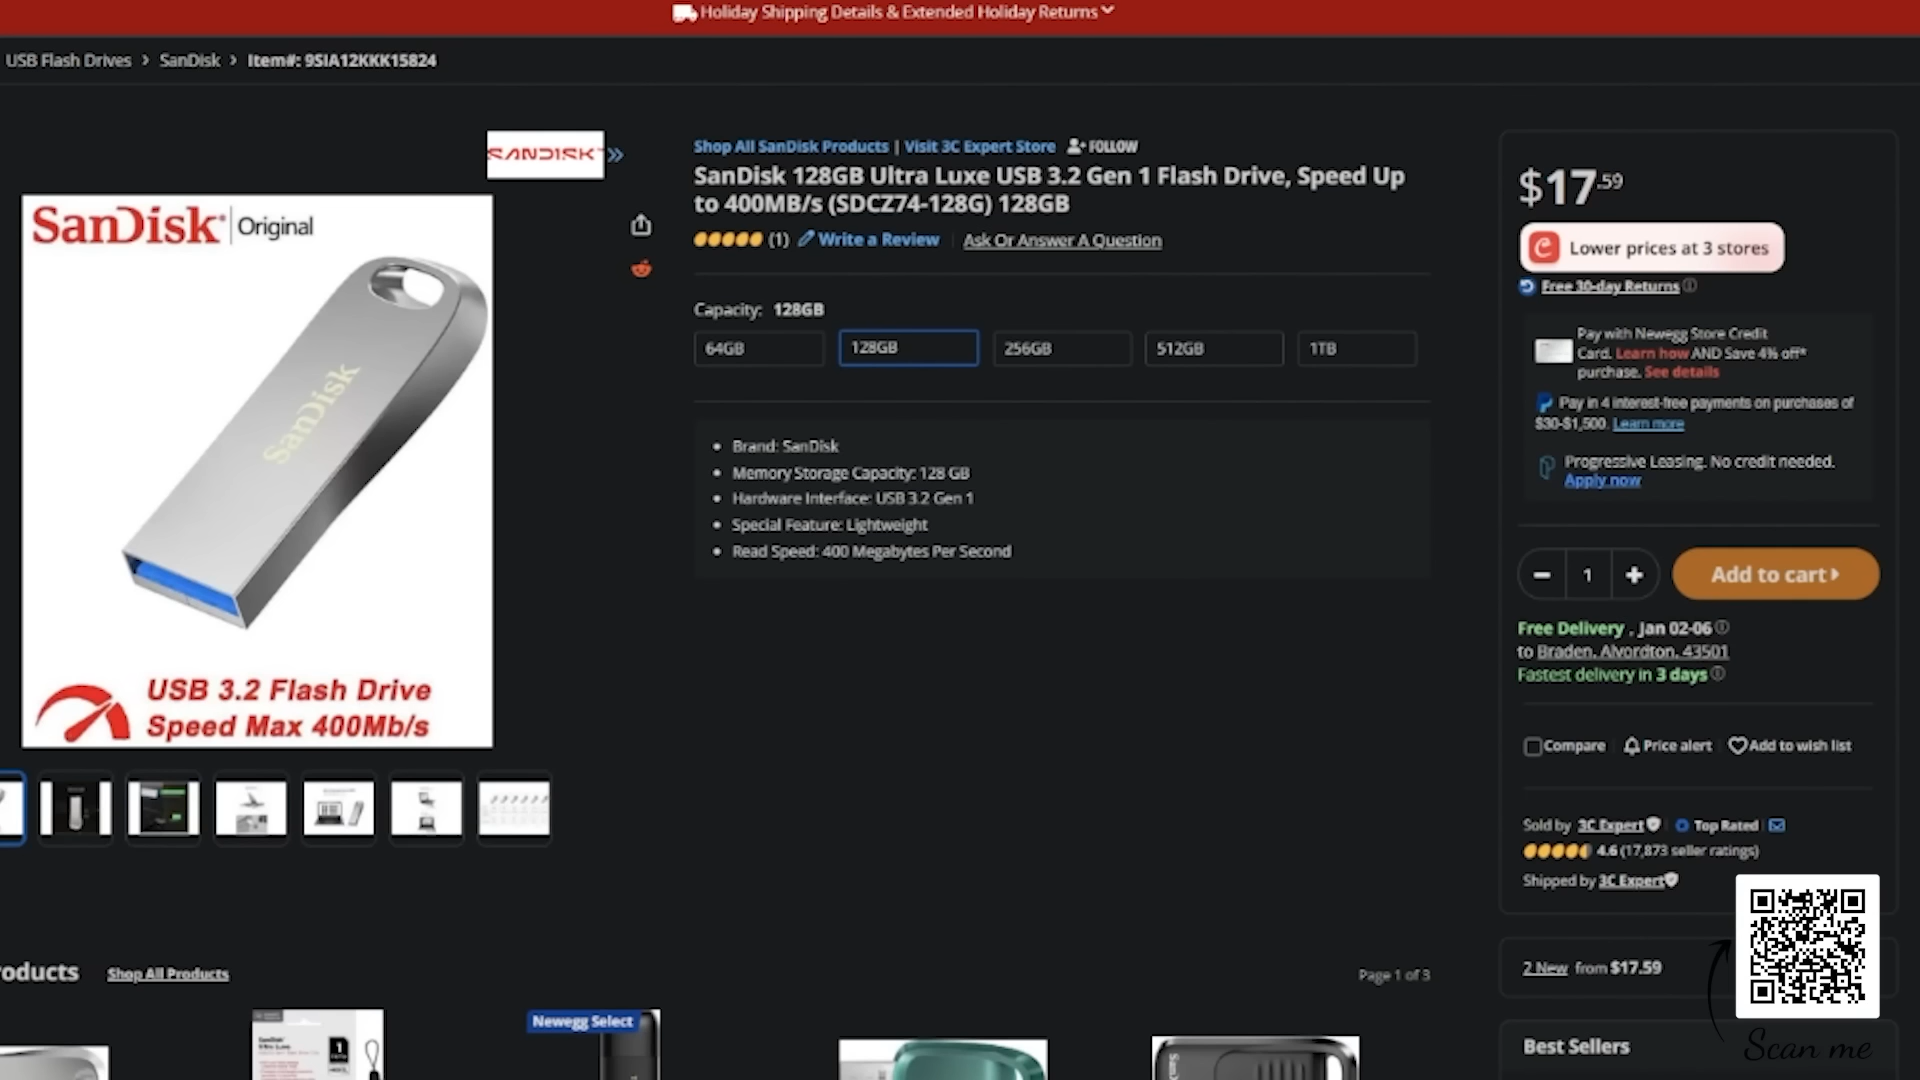 Holiday Shipping Details & Extended Holiday Returns
USB Flash Drives › SanDisk › Item#: 9SIA12KKK15824
SANDISK
Shop All SanDisk Products | Visit 3C Expert Store FOLLOW
SanDisk 128GB Ultra Luxe USB 3.2 Gen 1 Flash Drive, Speed Up
to 400MB/s (SDCZ74-128G) 128GB
(1) Write a Review Ask Or Answer A Question
Capacity: 128GB
64GB 128GB 256GB 512GB 1TB
• Brand: SanDisk
• Memory Storage Capacity: 128 GB
• Hardware Interface: USB 3.2 Gen 1
• Special Feature: Lightweight
• Read Speed: 400 Megabytes Per Second
SanDisk | Original
SanDisk
USB 3.2 Flash Drive
Speed Max 400Mb/s
$17.59
Lower prices at 3 stores
Free 30-day Returns
Pay with Newegg Store Credit
Card. Learn how AND Save 4% off*
purchase. See details
Pay in 4 interest-free payments on purchases of
$30-$1,500. Learn more
Progressive Leasing. No credit needed.
Apply now
1
Add to cart
Free Delivery . Jan 02-06
to Braden, Alvordton, 43501
Fastest delivery in 3 days
Compare Price alert Add to wish list
Sold by 3C Expert Top Rated
4.6 (17,873 seller ratings)
Shipped by 3C Expert
2 New from $17.59
Best Sellers
Scan me
oducts Shop All Products Page 1 of 3
Newegg Select